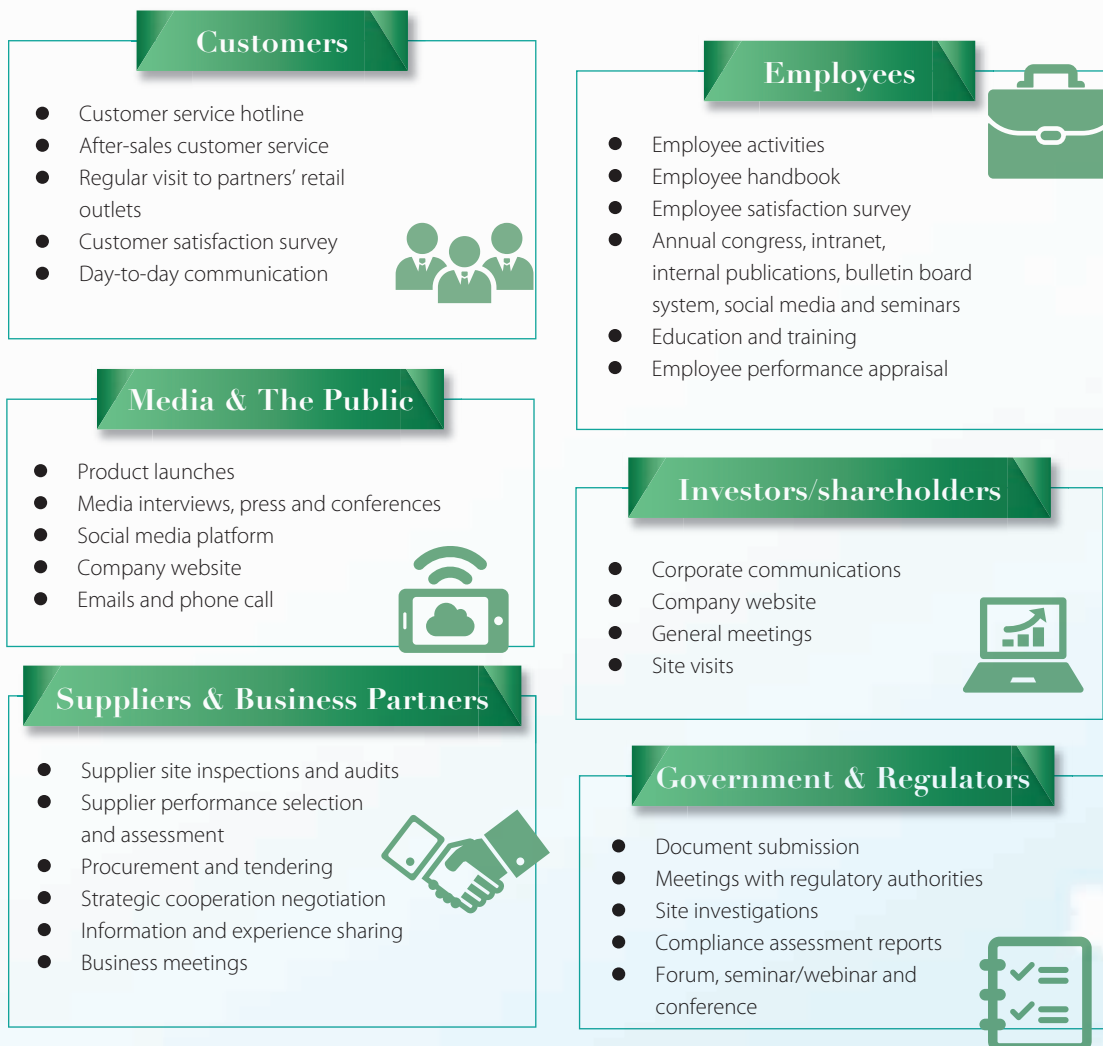 Customers
● Customer service hotline
● After-sales customer service
● Regular visit to partners’ retail
outlets
● Customer satisfaction survey
● Day-to-day communication
Media & The Public
● Product launches
● Media interviews, press and conferences
● Social media platform
● Company website
● Emails and phone call
Suppliers & Business Partners
● Supplier site inspections and audits
● Supplier performance selection
and assessment
● Procurement and tendering
● Strategic cooperation negotiation
● Information and experience sharing
● Business meetings
Employees
● Employee activities
● Employee handbook
● Employee satisfaction survey
● Annual congress, intranet,
internal publications, bulletin board
system, social media and seminars
● Education and training
● Employee performance appraisal
Investors/shareholders
● Corporate communications
● Company website
● General meetings
● Site visits
Government & Regulators
● Document submission
● Meetings with regulatory authorities
● Site investigations
● Compliance assessment reports
● Forum, seminar/webinar and
conference